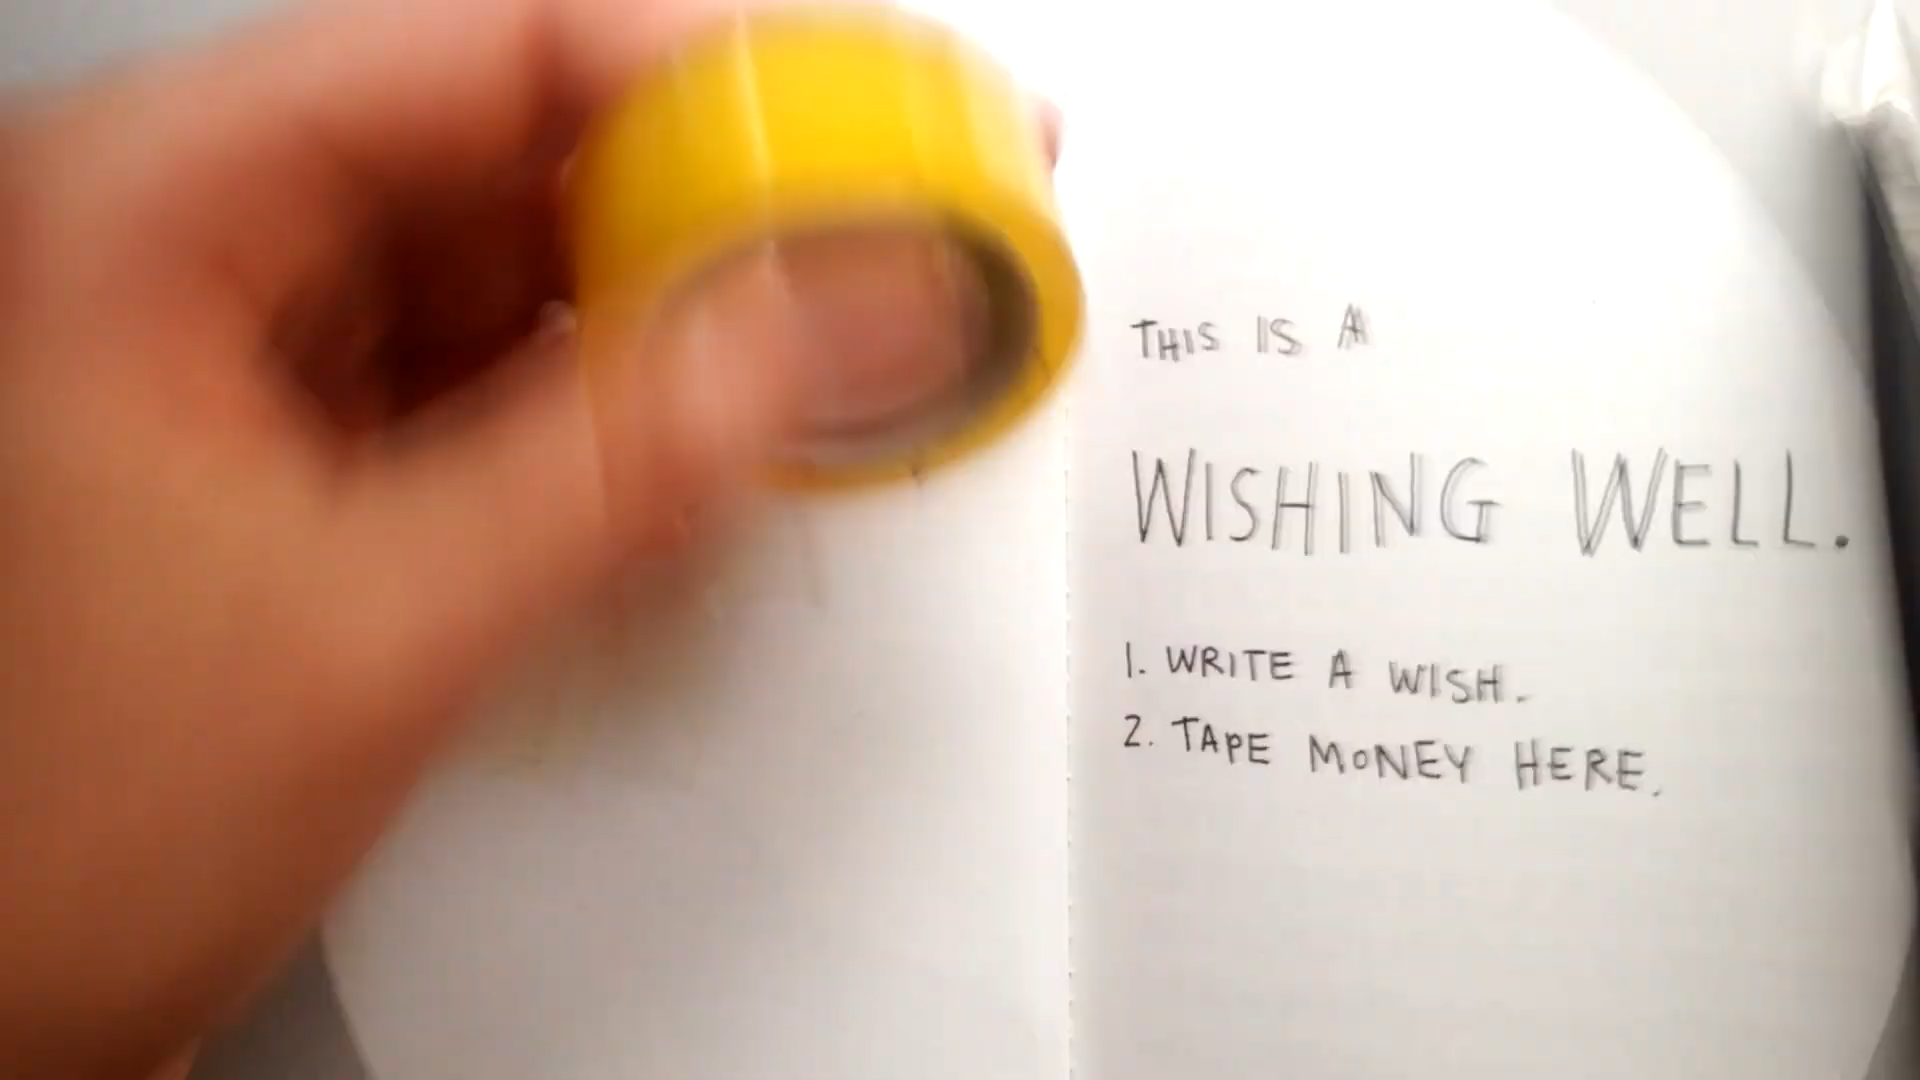 THIS IS A
WISHING WELL.
1. WRITE A WISH.
2. TAPE MONEY HERE.